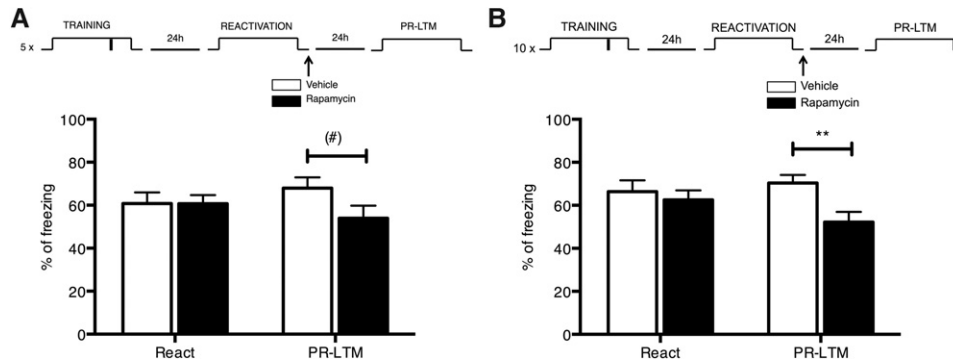 A
TRAINING
REACTIVATION
PR-LTM
5 x
24h
24h
Vehicle
Rapamycin
100
80
60
40
20
0
% of freezing
(#)
React
PR-LTM
B
TRAINING
REACTIVATION
PR-LTM
10 x
24h
24h
Vehicle
Rapamycin
100
80
60
40
20
0
% of freezing
**
React
PR-LTM